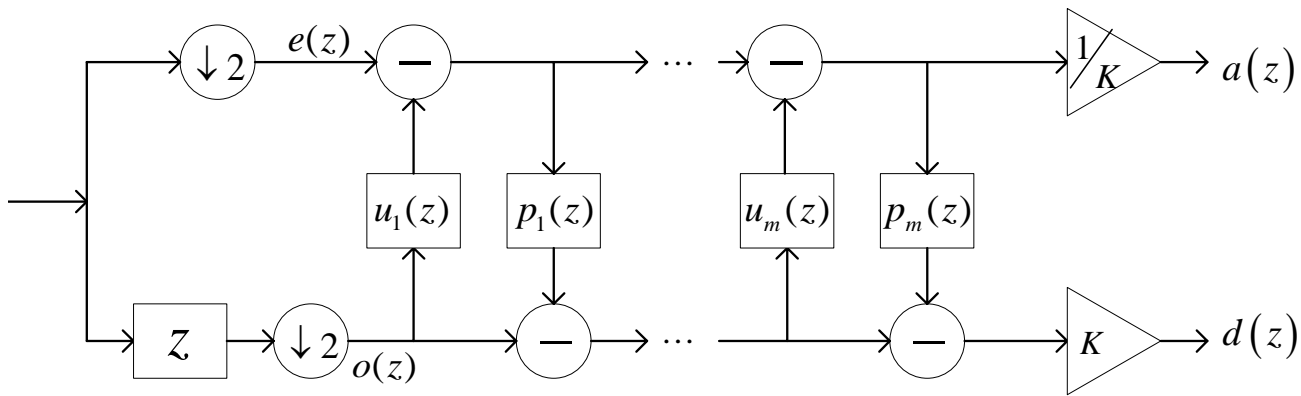 ↓2
e(z)
−
⋯
−
1/K
a(z)
u₁(z)
p₁(z)
uₘ(z)
pₘ(z)
z
↓2
o(z)
−
⋯
−
K
d(z)